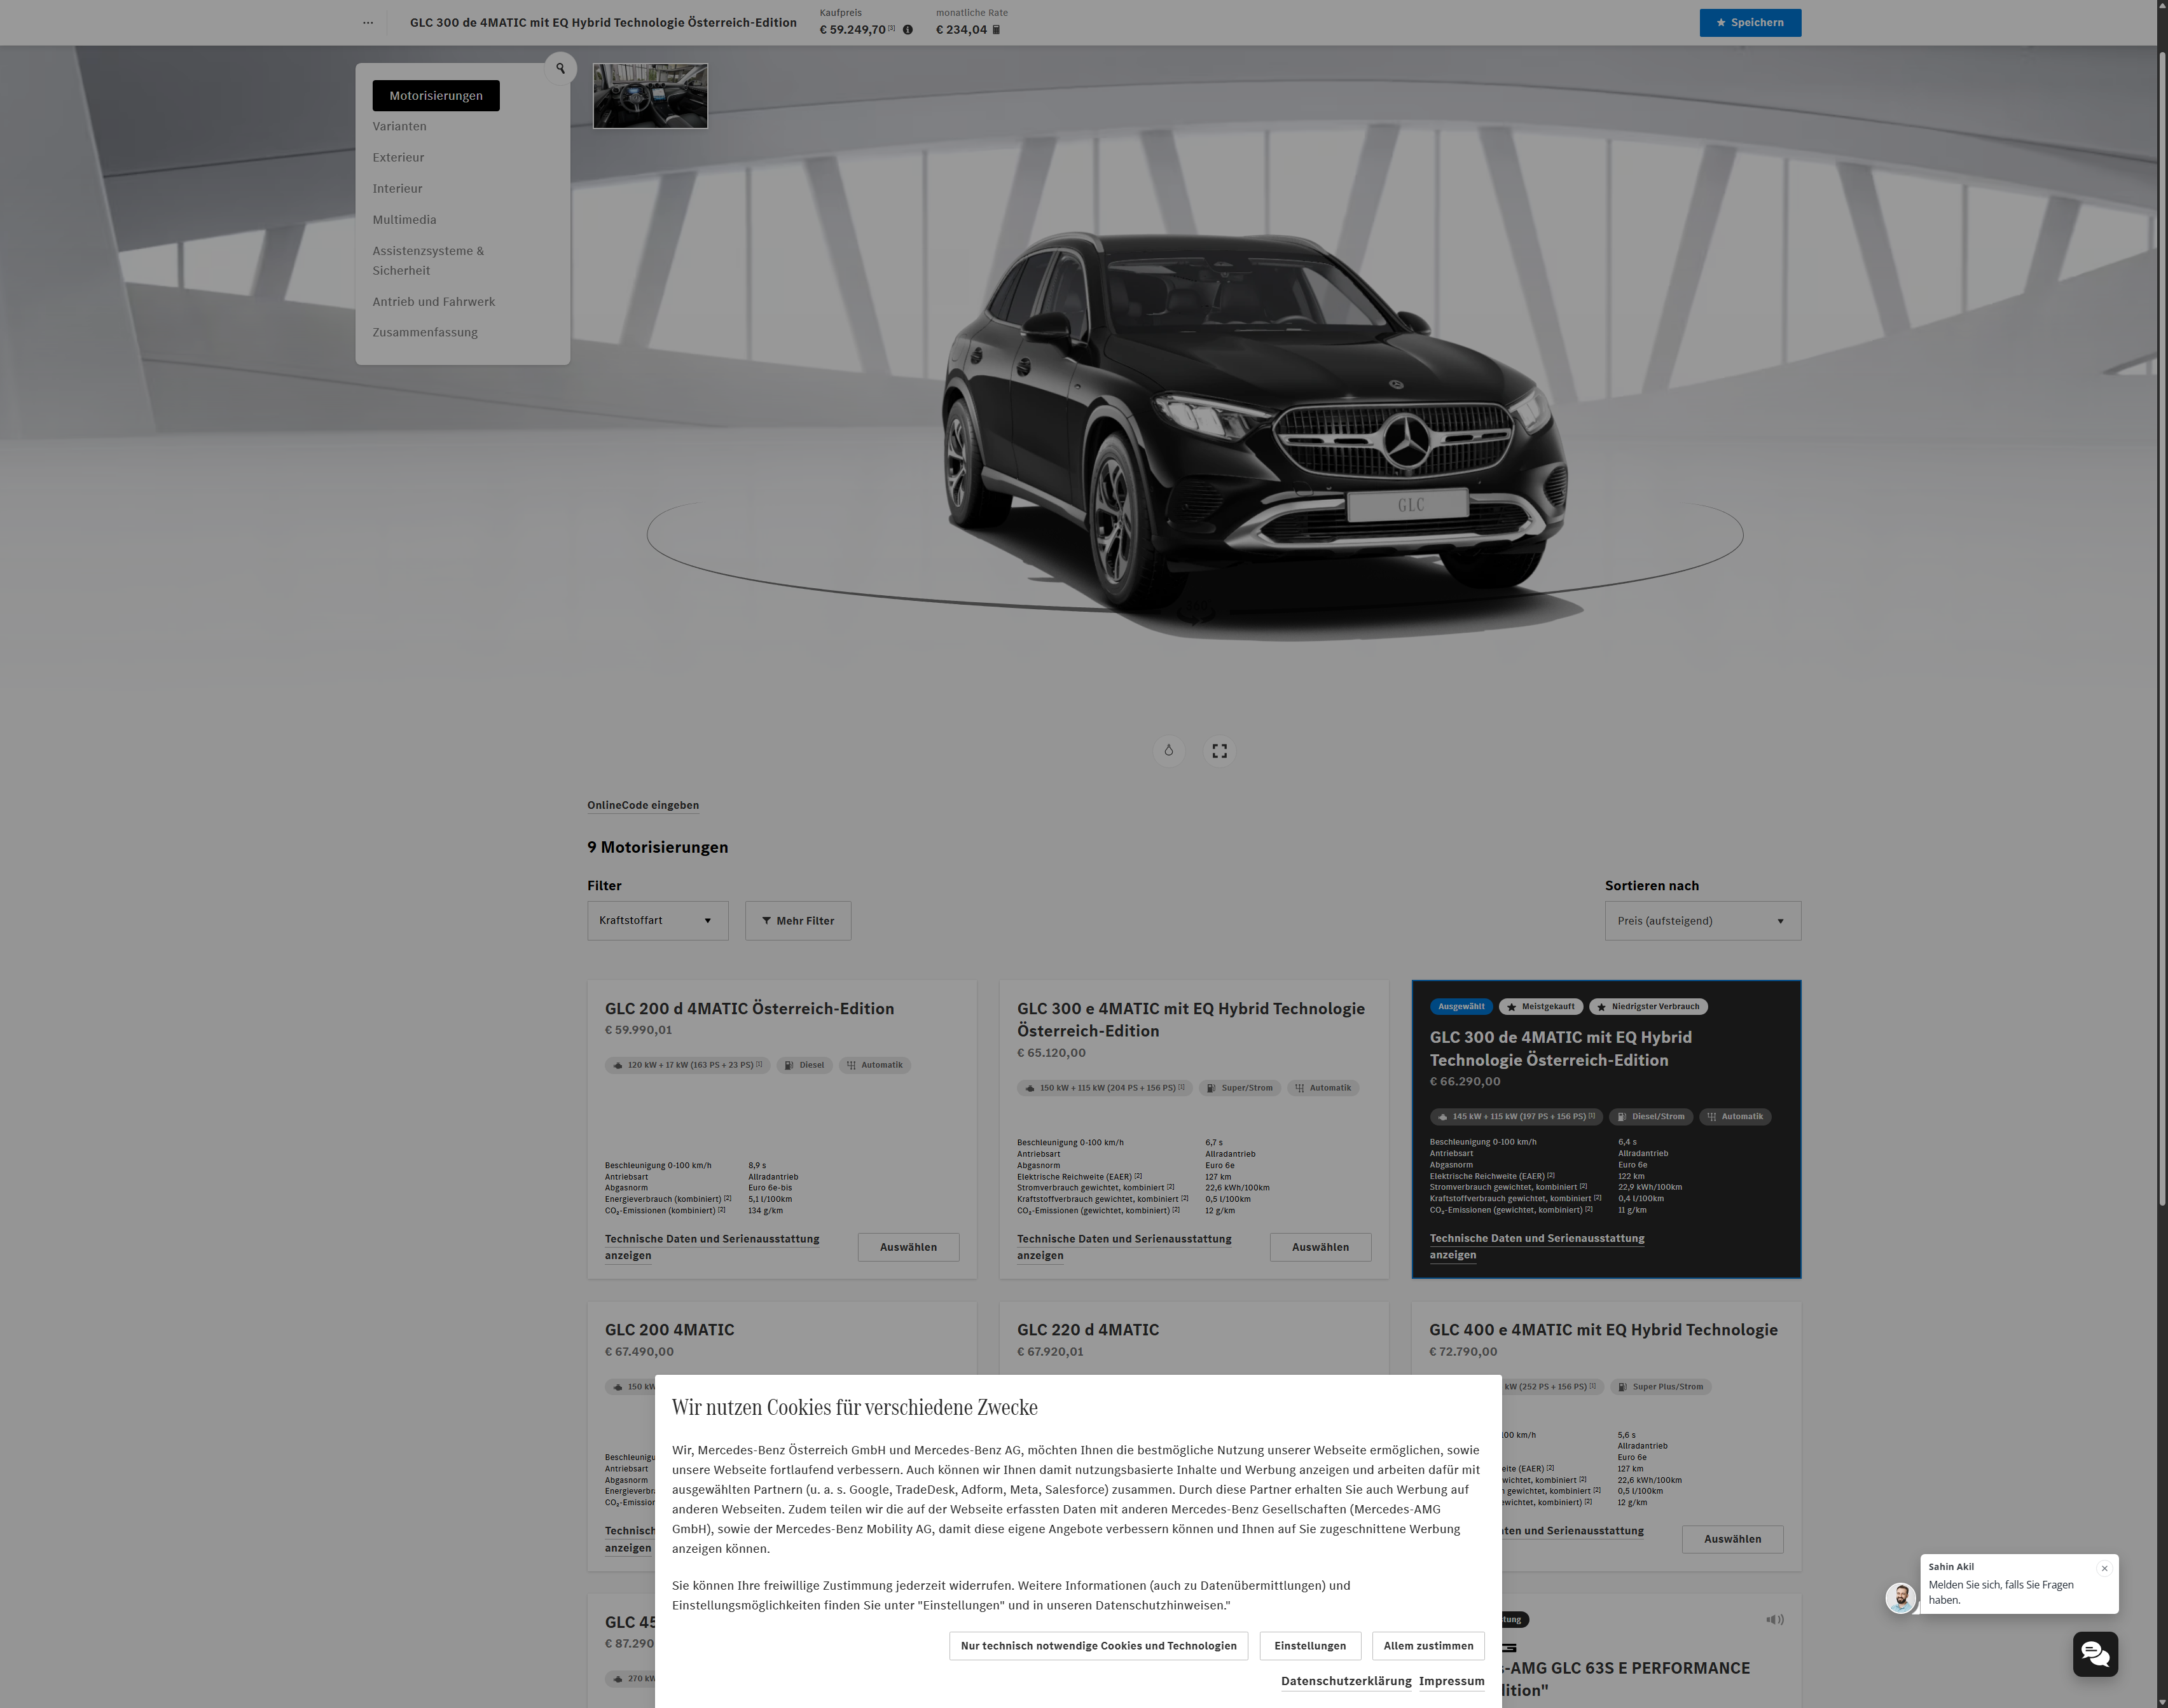 GLC 300 de 4MATIC mit EQ Hybrid Technologie Österreich-Edition
Kaufpreis
€ 59.249,70 [3]
monatliche Rate
€ 234,04
Speichern
Motorisierungen
Varianten
Exterieur
Interieur
Multimedia
Assistenzsysteme &
Sicherheit
Antrieb und Fahrwerk
Zusammenfassung
GLC
OnlineCode eingeben
9 Motorisierungen
Filter
Sortieren nach
Kraftstoffart
Mehr Filter
Preis (aufsteigend)
GLC 200 d 4MATIC Österreich-Edition
€ 59.990,01
120 kW + 17 kW (163 PS + 23 PS) [1]
Diesel
Automatik
Beschleunigung 0-100 km/h 8,9 s
Antriebsart Allradantrieb
Abgasnorm Euro 6e-bis
Energieverbrauch (kombiniert) [2] 5,1 l/100km
CO₂-Emissionen (kombiniert) [2] 134 g/km
Technische Daten und Serienausstattung
anzeigen
Auswählen
GLC 300 e 4MATIC mit EQ Hybrid Technologie
Österreich-Edition
€ 65.120,00
150 kW + 115 kW (204 PS + 156 PS) [1]
Super/Strom
Automatik
Beschleunigung 0-100 km/h 6,7 s
Antriebsart Allradantrieb
Abgasnorm Euro 6e
Elektrische Reichweite (EAER) [2] 127 km
Stromverbrauch gewichtet, kombiniert [2] 22,6 kWh/100km
Kraftstoffverbrauch gewichtet, kombiniert [2] 0,5 l/100km
CO₂-Emissionen (gewichtet, kombiniert) [2] 12 g/km
Technische Daten und Serienausstattung
anzeigen
Auswählen
Ausgewählt
Meistgekauft
Niedrigster Verbrauch
GLC 300 de 4MATIC mit EQ Hybrid
Technologie Österreich-Edition
€ 66.290,00
145 kW + 115 kW (197 PS + 156 PS) [1]
Diesel/Strom
Automatik
Beschleunigung 0-100 km/h 6,4 s
Antriebsart Allradantrieb
Abgasnorm Euro 6e
Elektrische Reichweite (EAER) [2] 122 km
Stromverbrauch gewichtet, kombiniert [2] 22,9 kWh/100km
Kraftstoffverbrauch gewichtet, kombiniert [2] 0,4 l/100km
CO₂-Emissionen (gewichtet, kombiniert) [2] 11 g/km
Technische Daten und Serienausstattung
anzeigen
GLC 200 4MATIC
€ 67.490,00
150 kW
Beschleunigu
Antriebsart
Abgasnorm
Energieverbr
CO₂-Emission
Technisch
anzeigen
GLC 220 d 4MATIC
€ 67.920,01
GLC 400 e 4MATIC mit EQ Hybrid Technologie
€ 72.790,00
kW (252 PS + 156 PS) [1]
Super Plus/Strom
00 km/h 5,6 s
Allradantrieb
Euro 6e
eite (EAER) [2] 127 km
wichtet, kombiniert [2] 22,6 kWh/100km
gewichtet, kombiniert [2] 0,5 l/100km
ewichtet, kombiniert) [2] 12 g/km
aten und Serienausstattung
Auswählen
GLC 45
€ 87.290
270 kW
tung
G
s-AMG GLC 63S E PERFORMANCE
dition"
Wir nutzen Cookies für verschiedene Zwecke
Wir, Mercedes-Benz Österreich GmbH und Mercedes-Benz AG, möchten Ihnen die bestmögliche Nutzung unserer Webseite ermöglichen, sowie
unsere Webseite fortlaufend verbessern. Auch können wir Ihnen damit nutzungsbasierte Inhalte und Werbung anzeigen und arbeiten dafür mit
ausgewählten Partnern (u. a. s. Google, TradeDesk, Adform, Meta, Salesforce) zusammen. Durch diese Partner erhalten Sie auch Werbung auf
anderen Webseiten. Zudem teilen wir die auf der Webseite erfassten Daten mit anderen Mercedes-Benz Gesellschaften (Mercedes-AMG
GmbH), sowie der Mercedes-Benz Mobility AG, damit diese eigene Angebote verbessern können und Ihnen auf Sie zugeschnittene Werbung
anzeigen können.
Sie können Ihre freiwillige Zustimmung jederzeit widerrufen. Weitere Informationen (auch zu Datenübermittlungen) und
Einstellungsmöglichkeiten finden Sie unter "Einstellungen" und in unseren Datenschutzhinweisen."
Nur technisch notwendige Cookies und Technologien
Einstellungen
Allem zustimmen
Datenschutzerklärung
Impressum
Sahin Akil
Melden Sie sich, falls Sie Fragen
haben.